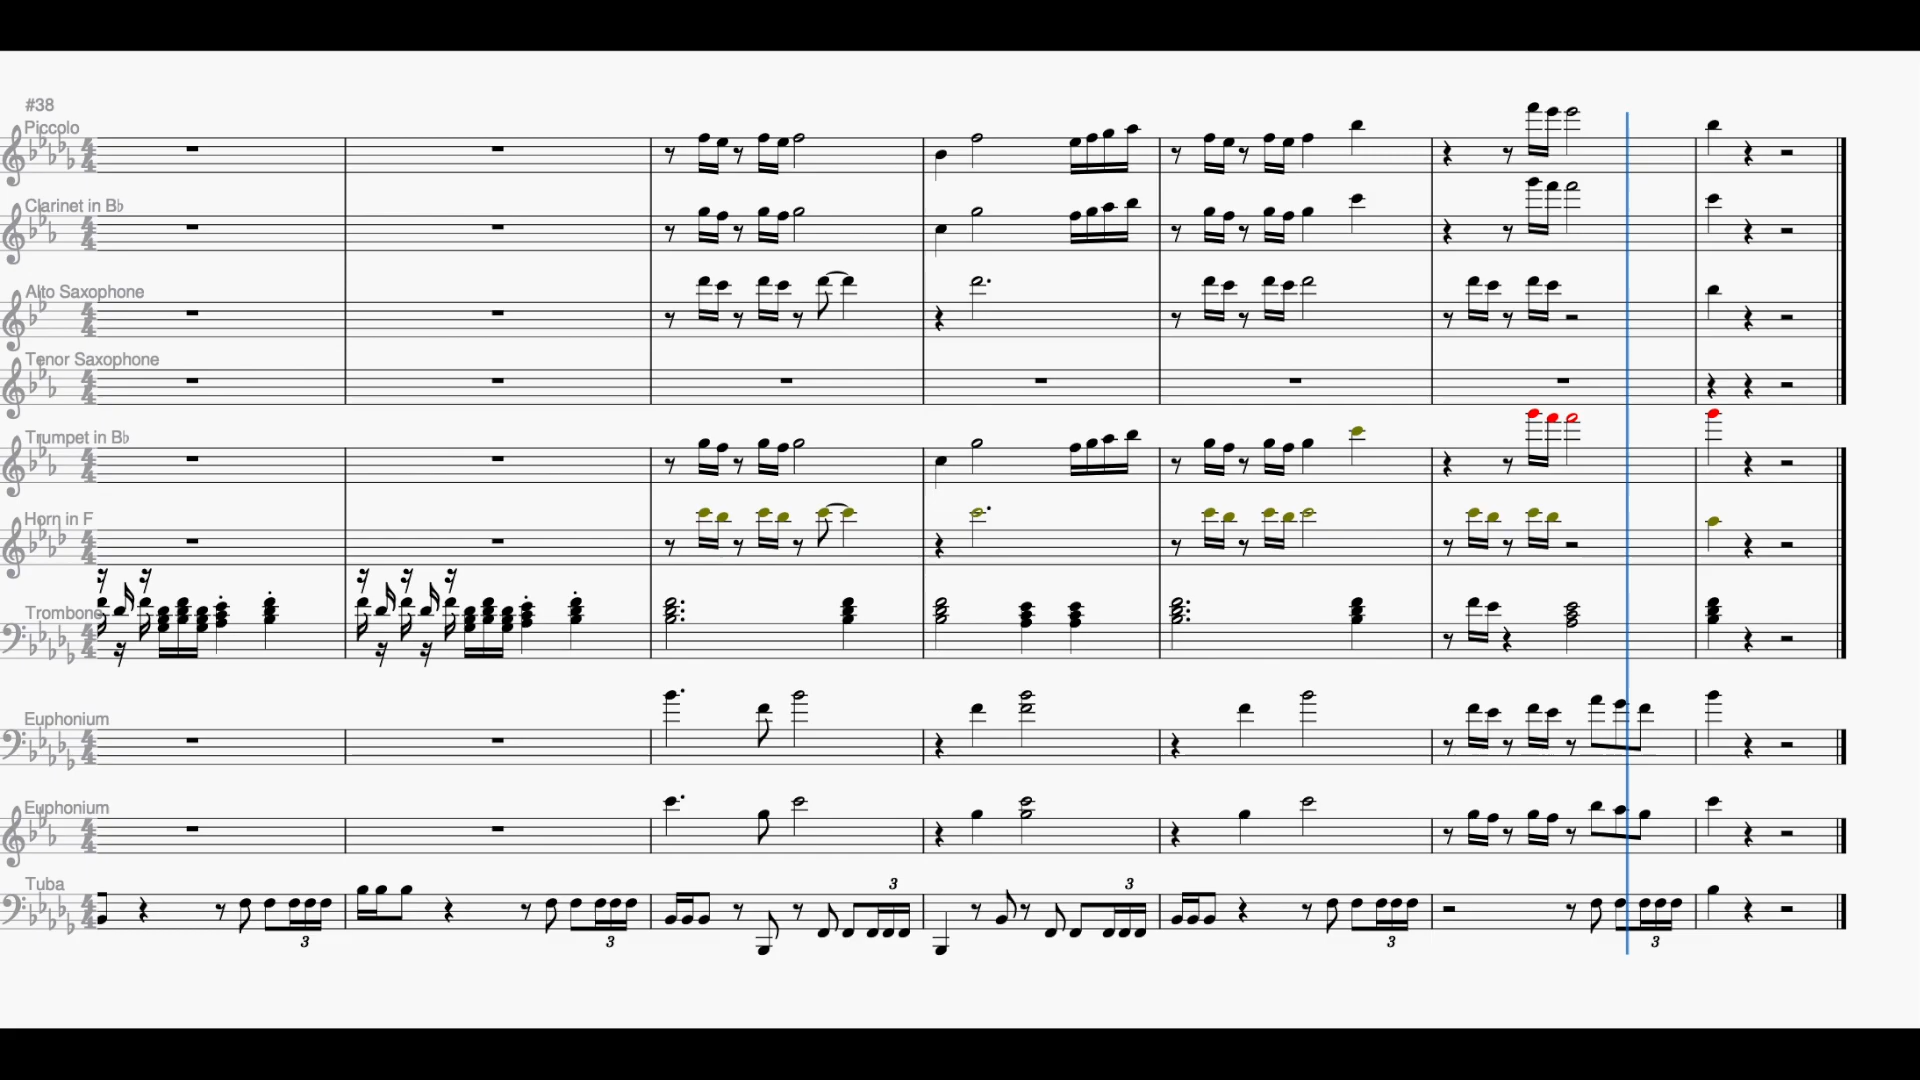 #38
Piccolo
Clarinet in B♭
Alto Saxophone
Tenor Saxophone
Trumpet in B♭
Horn in F
Trombone
Euphonium
Euphonium
Tuba
3
3
3
3
3
3